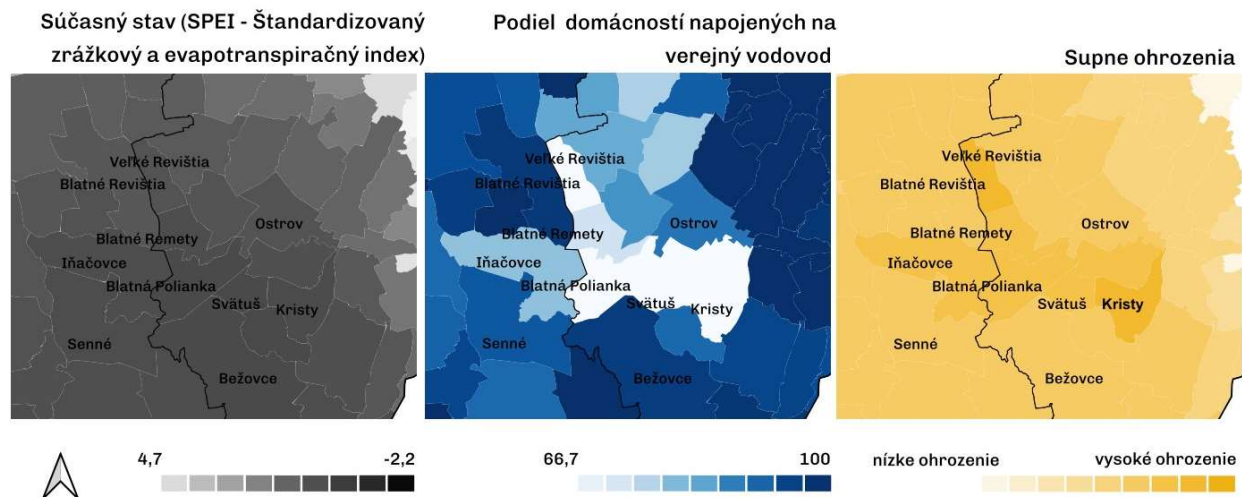 Súčasný stav (SPEI - Štandardizovaný
zrážkový a evapotranspiračný index)
Veľké Revištia
Blatné Revištia
Ostrov
Blatné Remety
Iňačovce
Blatná Polianka
Svätuš
Kristy
Senné
Bežovce
4,7
-2,2
Podiel domácností napojených na
verejný vodovod
Veľké Revištia
Blatné Revištia
Ostrov
Blatné Remety
Iňačovce
Blatná Polianka
Svätuš
Kristy
Senné
Bežovce
66,7
100
Supne ohrozenia
Veľké Revištia
Blatné Revištia
Ostrov
Blatné Remety
Iňačovce
Blatná Polianka
Svätuš
Kristy
Senné
Bežovce
nízke ohrozenie
vysoké ohrozenie